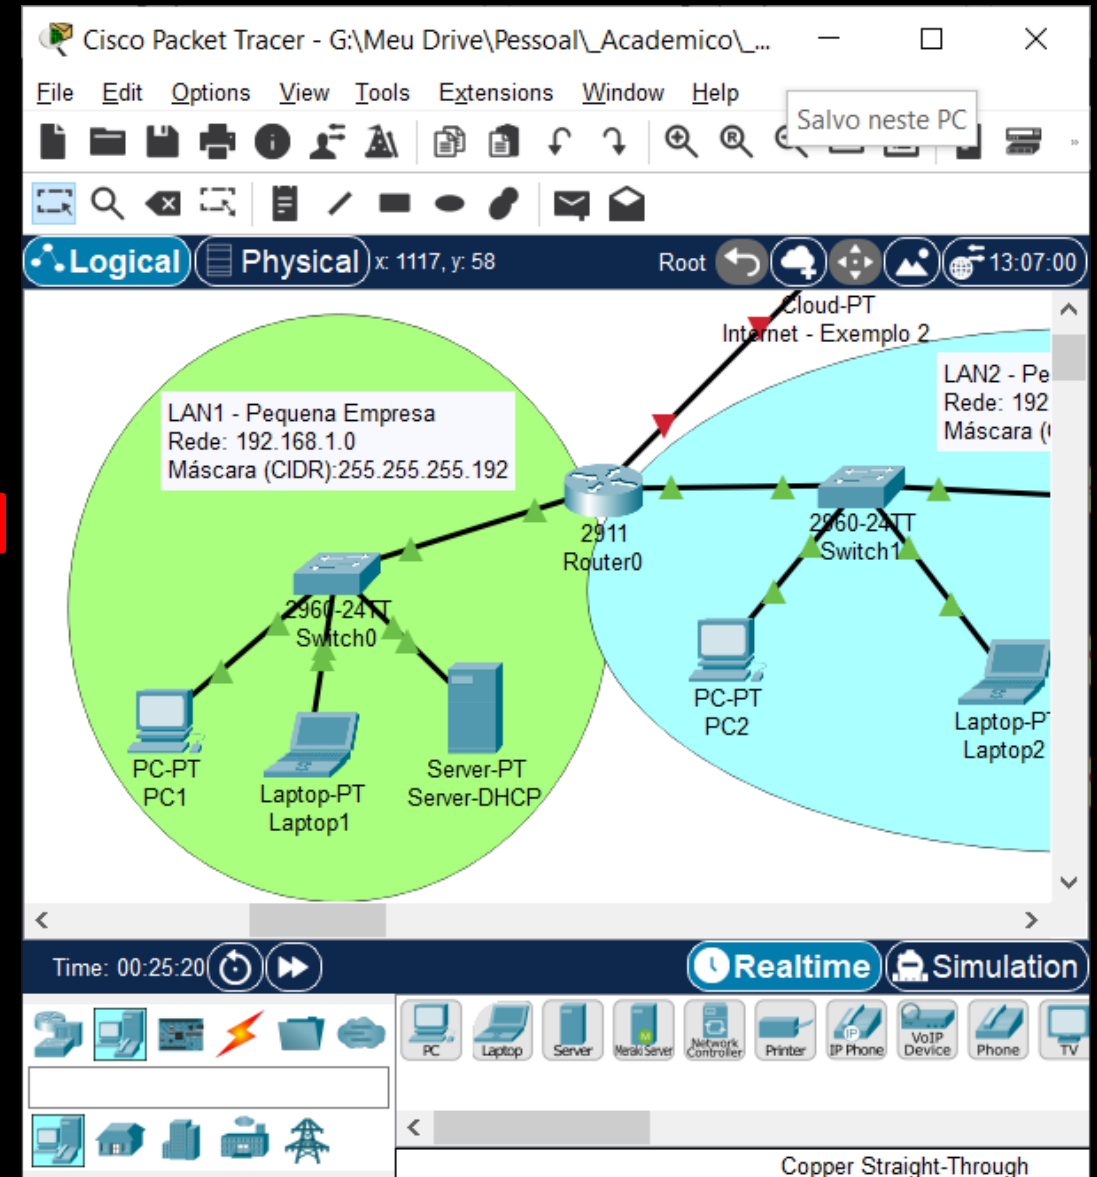 Cisco Packet Tracer - G:\Meu Drive\Pessoal\_Academico\_...
File Edit Options View Tools Extensions Window Help
Salvo neste PC
Logical Physical x: 1117, y: 58 Root 13:07:00
Cloud-PT
Internet - Exemplo 2
LAN1 - Pequena Empresa
Rede: 192.168.1.0
Máscara (CIDR):255.255.255.192
LAN2 - Pe
Rede: 192
Máscara (
2911
Router0
2960-24TT
Switch1
2960-24TT
Switch0
PC-PT
PC1
Laptop-PT
Laptop1
Server-PT
Server-DHCP
PC-PT
PC2
Laptop-PT
Laptop2
Time: 00:25:20 Realtime Simulation
PC
Laptop
Server
M
Meraki Server
Network
Controller
Printer
IP
IP Phone
VoIP
Device
Phone
TV
Copper Straight-Through